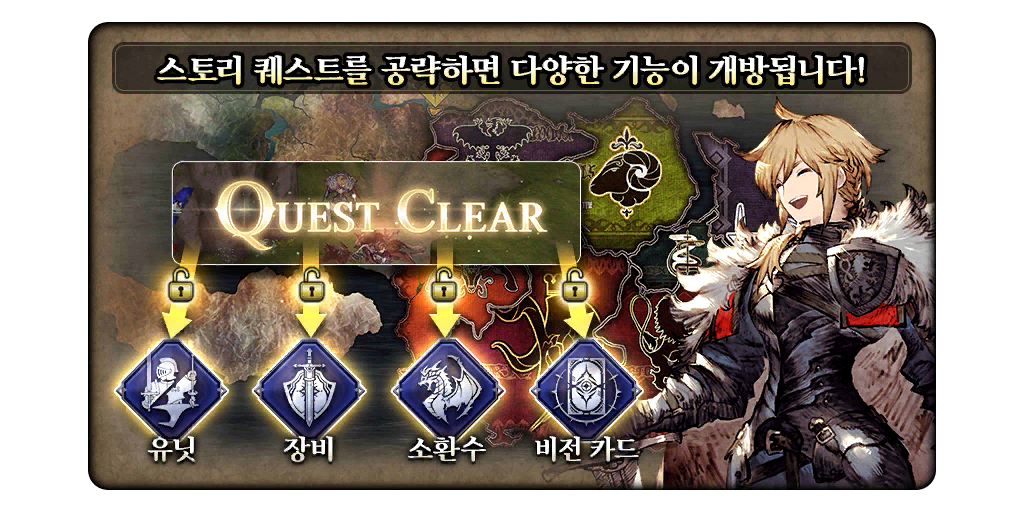 스토리 퀘스트를 공략하면 다양한 기능이 개방됩니다!
QUEST CLEAR
유닛
장비
소환수
비전 카드